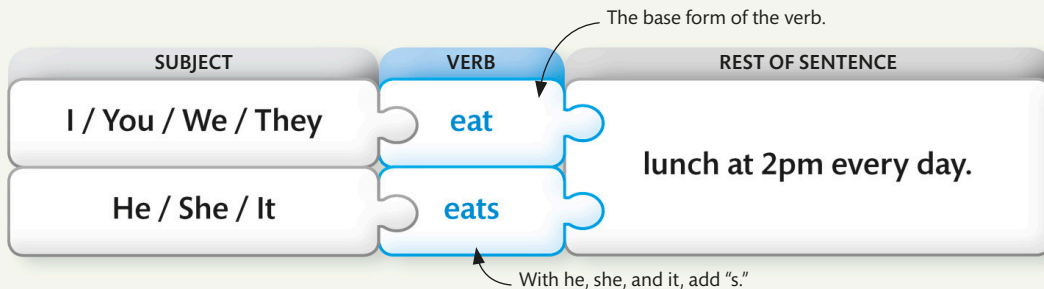 The base form of the verb.
SUBJECT VERB REST OF SENTENCE
I / You / We / They eat
lunch at 2pm every day.
He / She / It eats
With he, she, and it, add “s.”